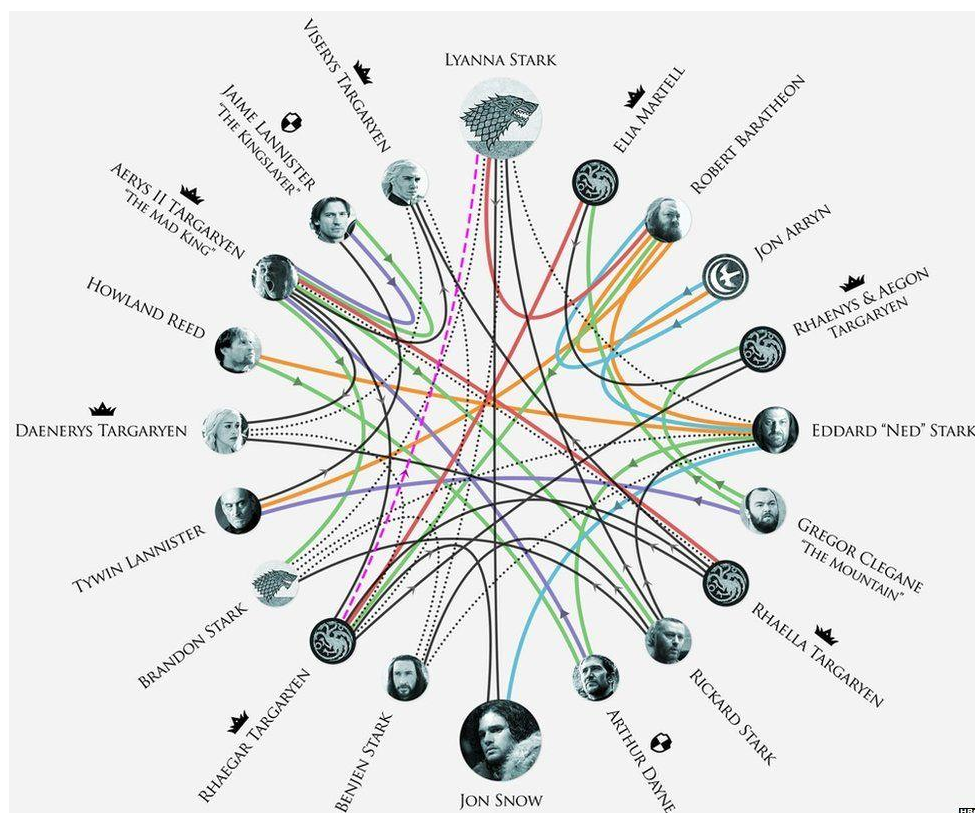 LYANNA STARK
ELIA MARTELL
ROBERT BARATHEON
JON ARRYN
RHAENYS & AEGON
TARGARYEN
EDDARD “NED” STARK
GREGOR CLEGANE
“THE MOUNTAIN”
RHAELLA TARGARYEN
RICKARD STARK
ARTHUR DAYNE
JON SNOW
BENJEN STARK
RHAEGAR TARGARYEN
BRANDON STARK
TYWIN LANNISTER
DAENERYS TARGARYEN
HOWLAND REED
AERYS II TARGARYEN
“THE MAD KING”
JAIME LANNISTER
“THE KINGSLAYER”
VISERYS TARGARYEN